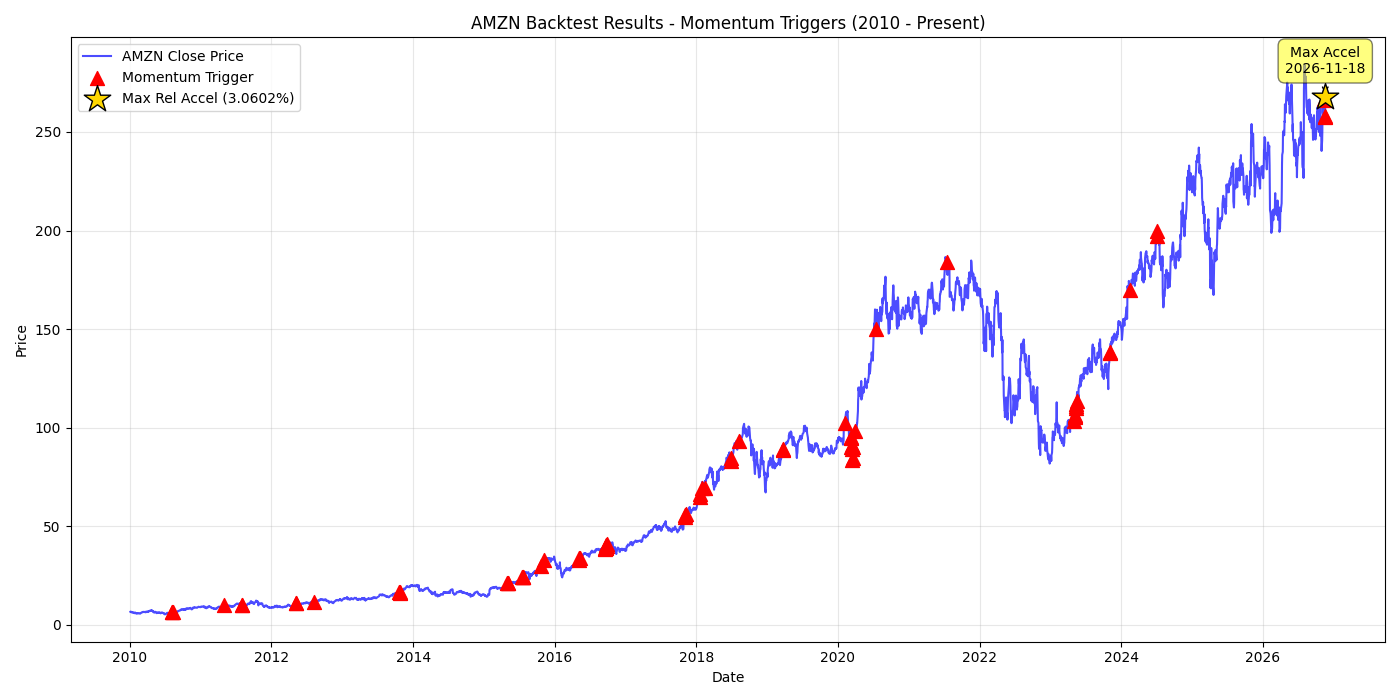 AMZN Backtest Results - Momentum Triggers (2010 - Present)
AMZN Close Price
Momentum Trigger
Max Rel Accel (3.0602%)
Max Accel
2026-11-18
Price
250
200
150
100
50
0
2010
2012
2014
2016
2018
2020
2022
2024
2026
Date